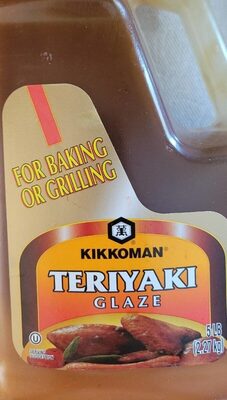 FOR BAKING
OR GRILLING
KIKKOMAN®
TERIYAKI
GLAZE
5 LB
(2.27 kg)
U